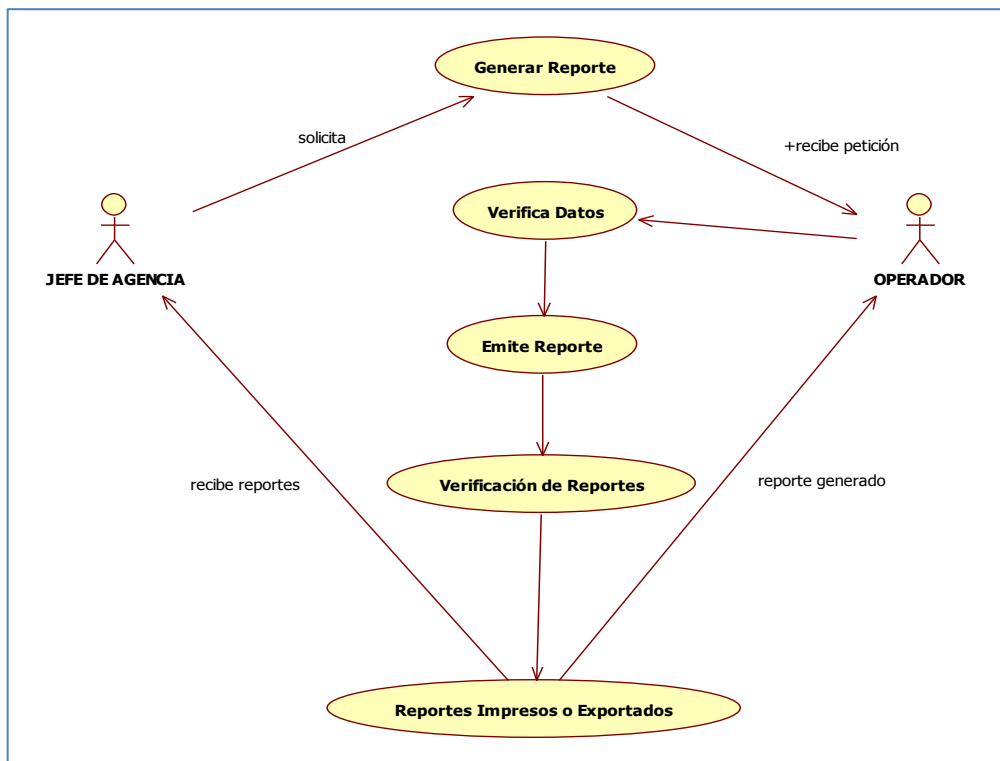 Generar Reporte
solicita
+recibe petición
Verifica Datos
JEFE DE AGENCIA
OPERADOR
Emite Reporte
recibe reportes
Verificación de Reportes
reporte generado
Reportes Impresos o Exportados